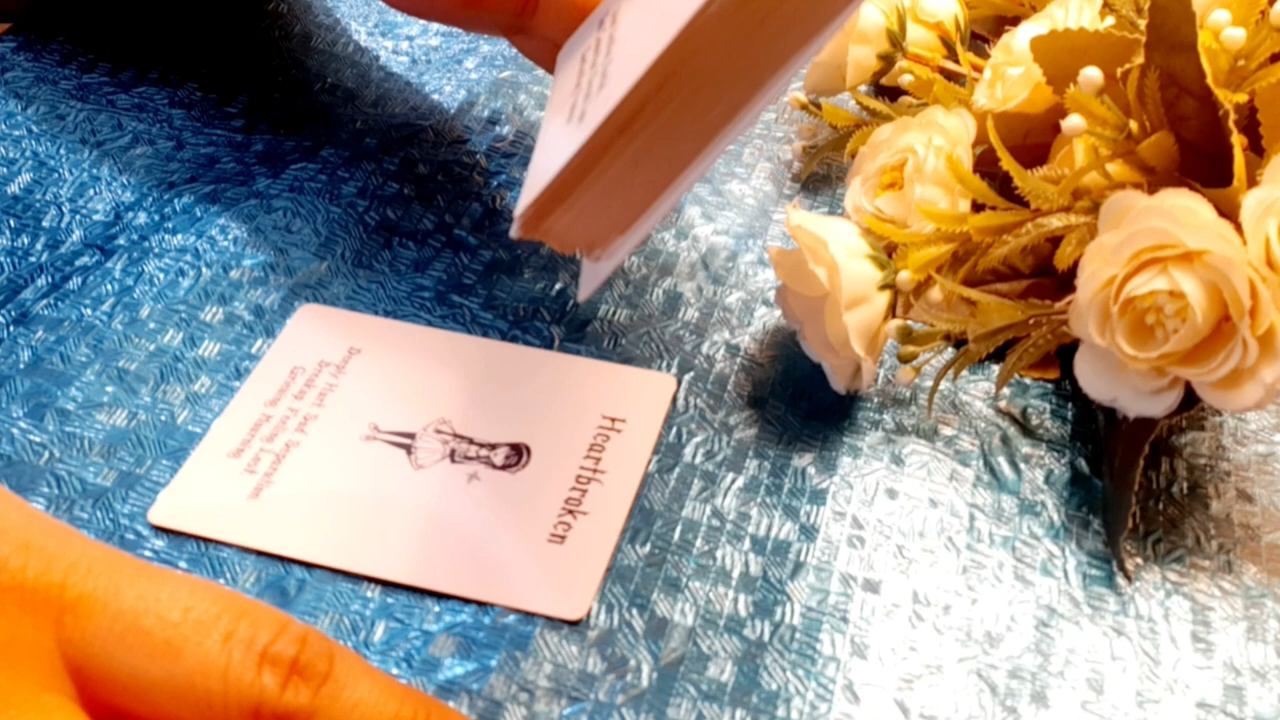 Heartbroken
Deeply Hurt Sad Separation
Breakup Feeling Lost
Grieving Mourning